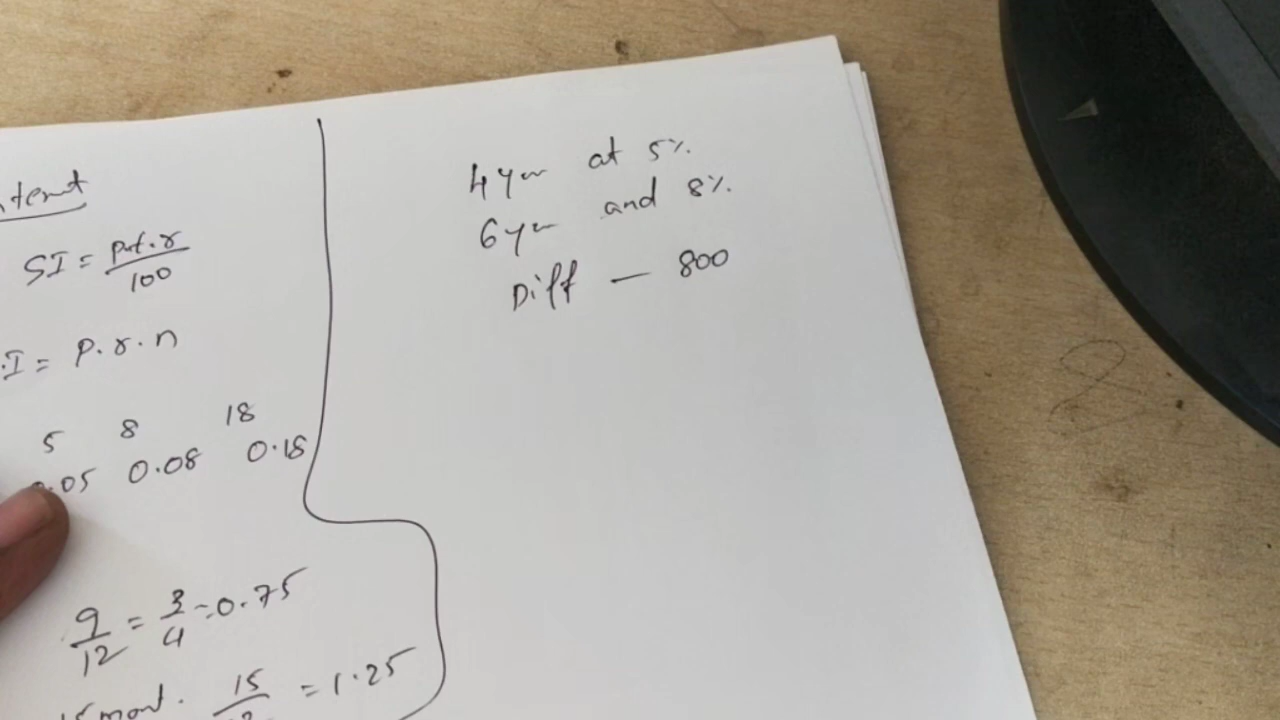 SI = p.t.r / 100
I = p.r.n
5 8 18
.05 0.08 0.18
9/12 = 3/4 = 0.75
15 / = 1.25
4 yr at 5%
6 yr and 8%
Diff — 800
2